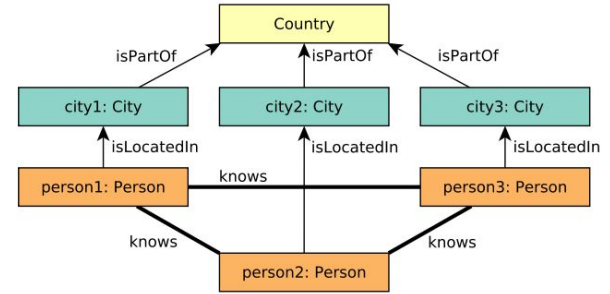 Country
isPartOf
isPartOf
isPartOf
city1: City
city2: City
city3: City
isLocatedIn
isLocatedIn
isLocatedIn
person1: Person
knows
person3: Person
knows
knows
person2: Person